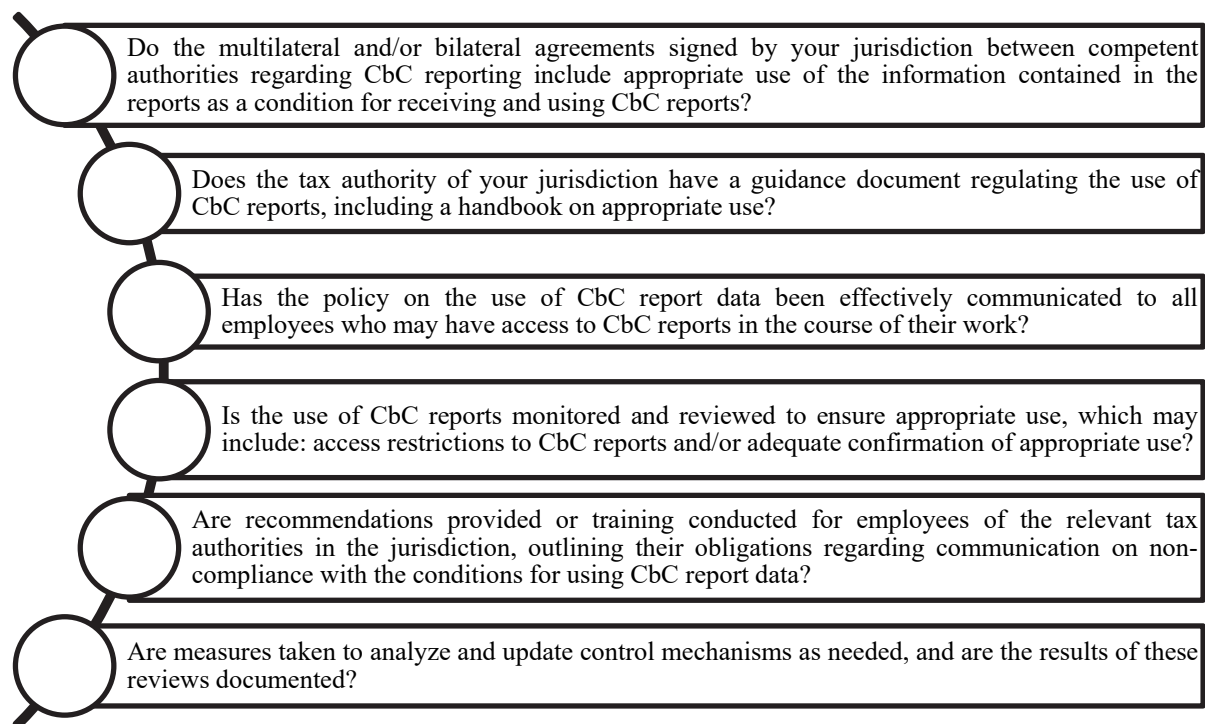 Do the multilateral and/or bilateral agreements signed by your jurisdiction between competent
authorities regarding CbC reporting include appropriate use of the information contained in the
reports as a condition for receiving and using CbC reports?
Does the tax authority of your jurisdiction have a guidance document regulating the use of
CbC reports, including a handbook on appropriate use?
Has the policy on the use of CbC report data been effectively communicated to all
employees who may have access to CbC reports in the course of their work?
Is the use of CbC reports monitored and reviewed to ensure appropriate use, which may
include: access restrictions to CbC reports and/or adequate confirmation of appropriate use?
Are recommendations provided or training conducted for employees of the relevant tax
authorities in the jurisdiction, outlining their obligations regarding communication on non-
compliance with the conditions for using CbC report data?
Are measures taken to analyze and update control mechanisms as needed, and are the results of these
reviews documented?